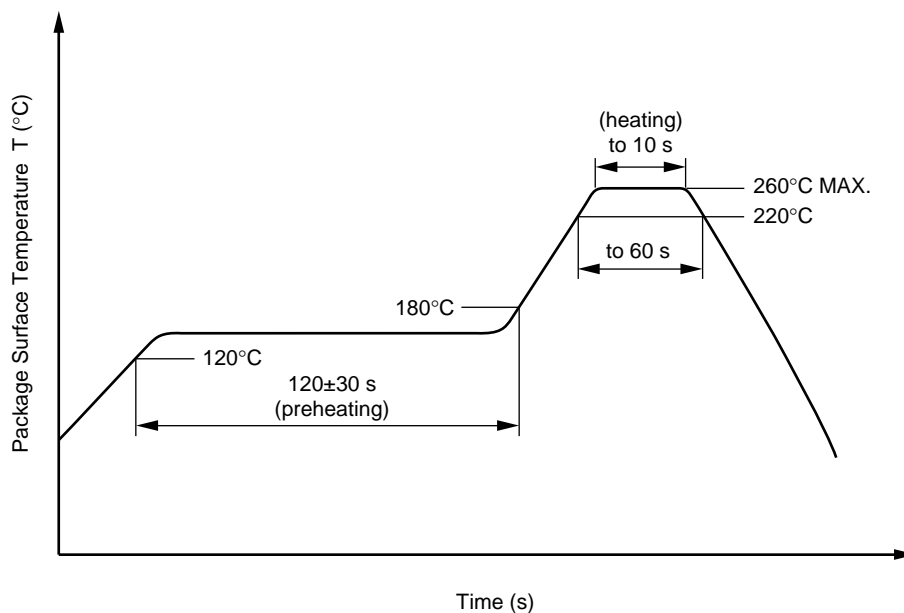 Package Surface Temperature T (°C)
(heating)
to 10 s
260°C MAX.
220°C
to 60 s
180°C
120°C
120±30 s
(preheating)
Time (s)